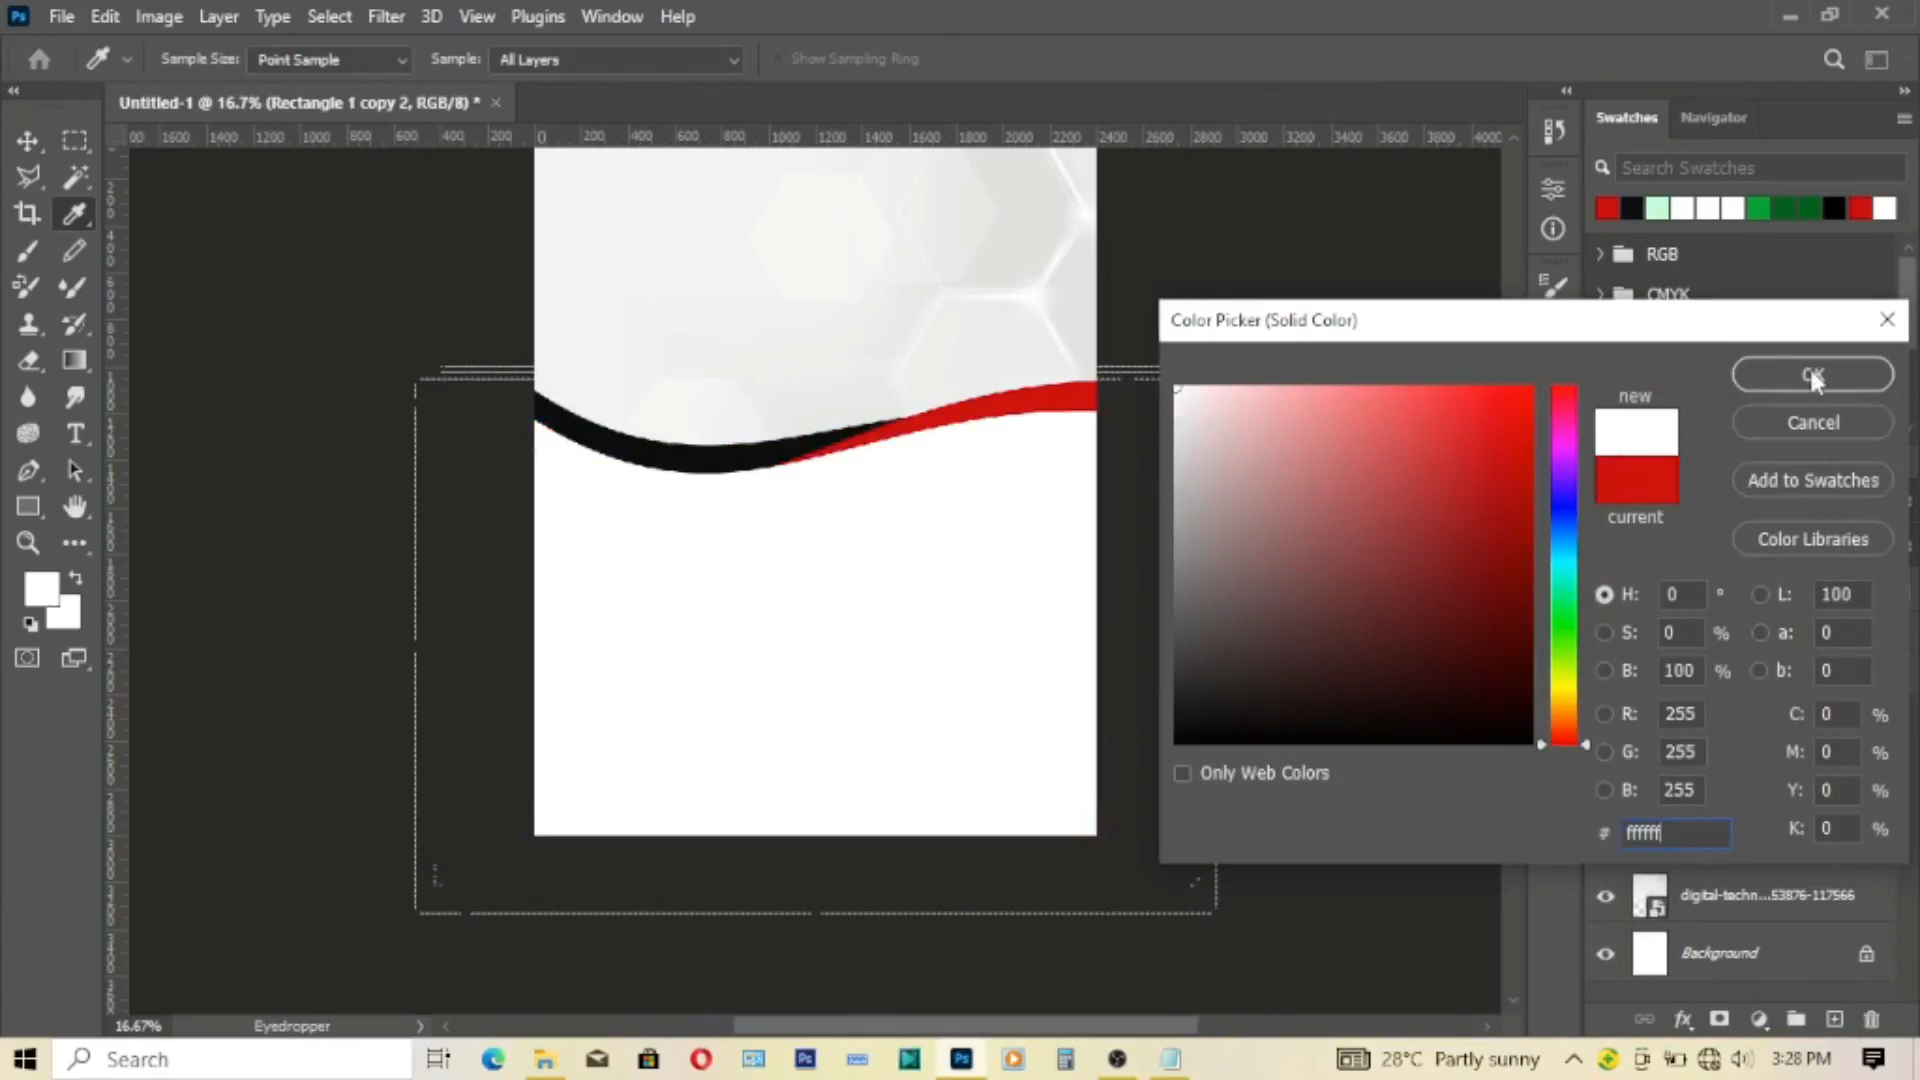 Ps File Edit Image Layer Type Select Filter 3D View Plugins Window Help
Sample Size: Point Sample Sample: All Layers Show Sampling Ring
Untitled-1 @ 16.7% (Rectangle 1 copy 2, RGB/8) *
00 1600 1400 1200 1000 800 600 400 200 0 200 400 600 800 1000 1200 1400 1600 1800 2000 2200 2400 2600 2800 3000 3200 3400 3600 3800 4000
Swatches Navigator
Search Swatches
RGB
CMYK
Color Picker (Solid Color)
OK
new
Cancel
Add to Swatches
current
Color Libraries
H: 0 ° L: 100
S: 0 % a: 0
B: 100 % b: 0
R: 255 C: 0 %
G: 255 M: 0 %
B: 255 Y: 0 %
# ffffff K: 0 %
Only Web Colors
digital-techn...53876-117566
Background
16.67% Eyedropper
Search
28°C Partly sunny 3:28 PM